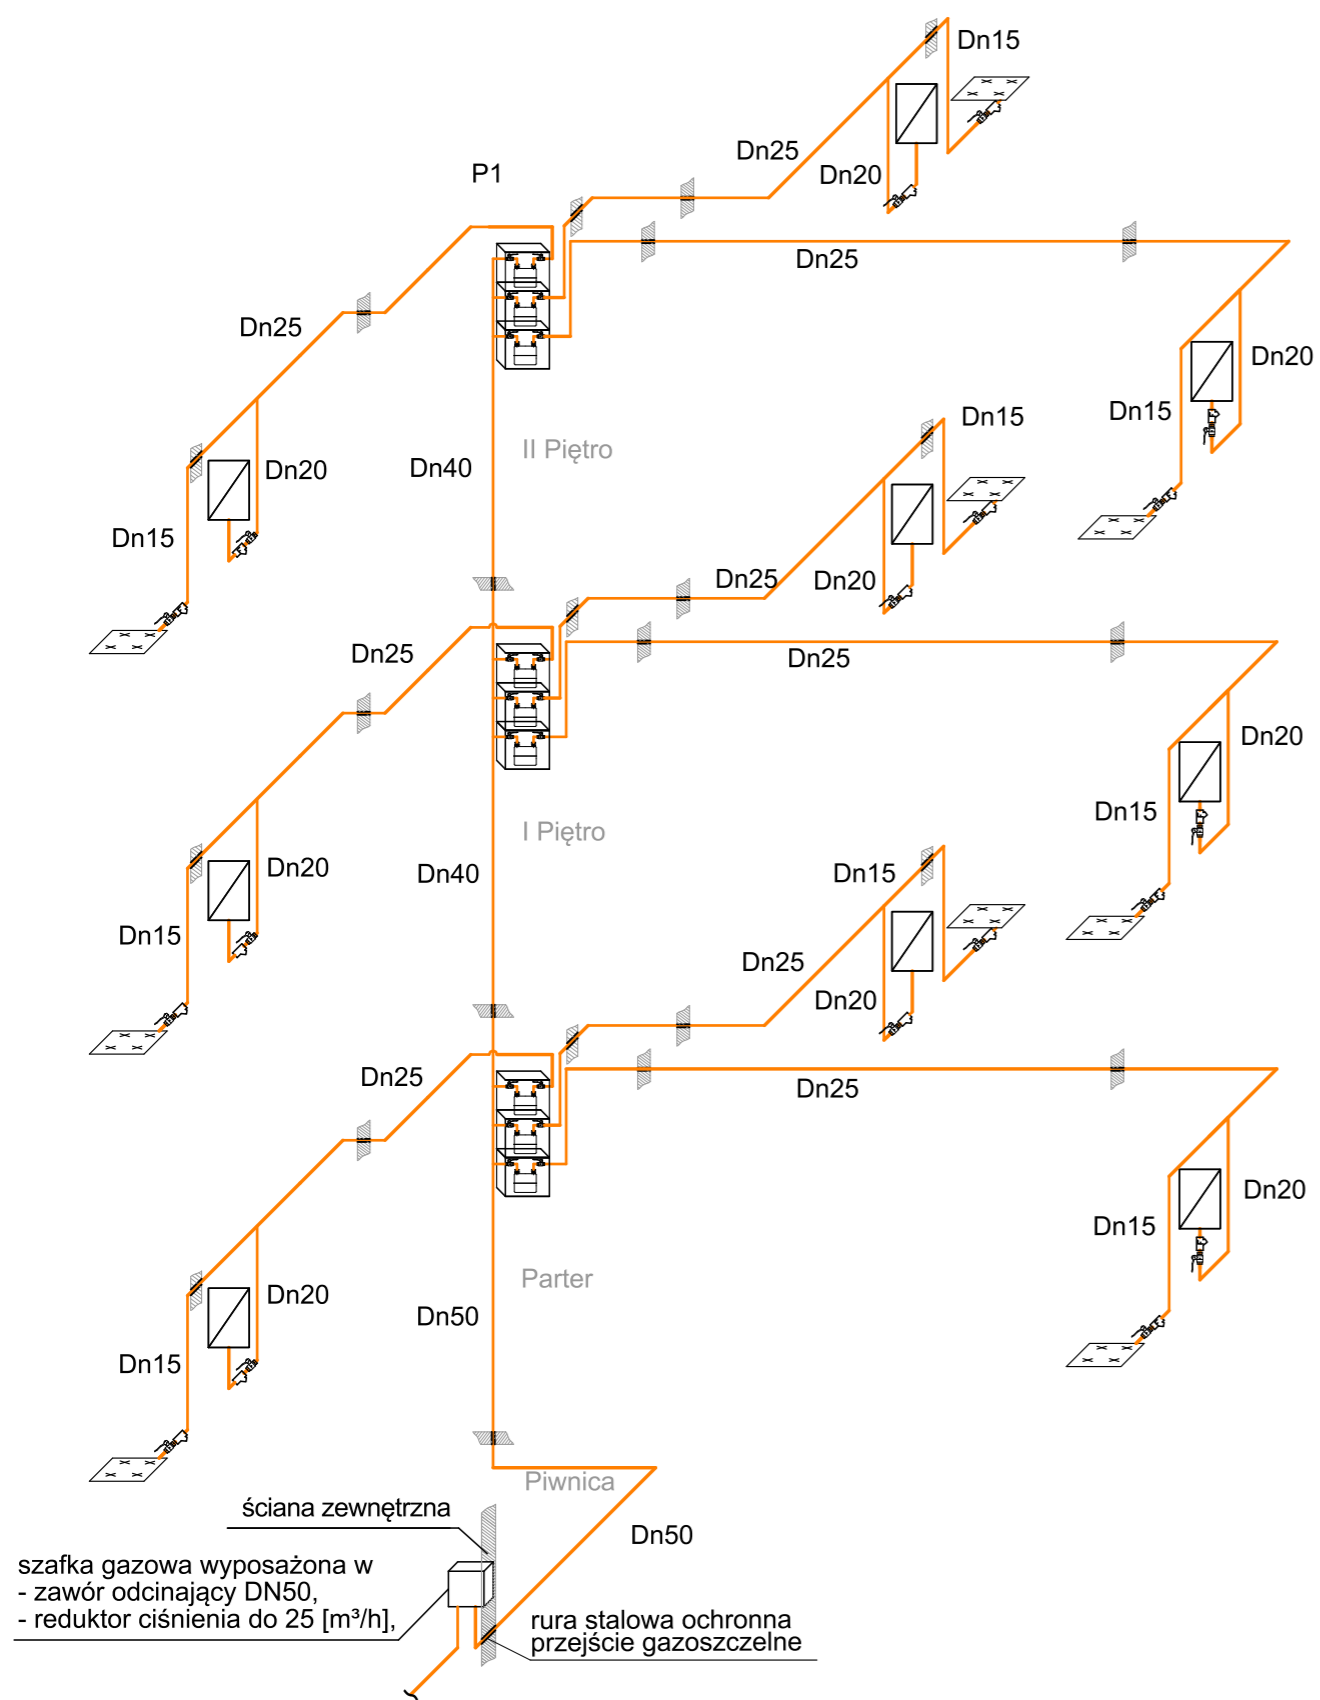 Dn15
Dn25
P1
Dn20
Dn25
Dn25
Dn20
Dn15
Dn15
II Piętro
Dn40
Dn20
Dn15
Dn25
Dn20
Dn25
Dn25
Dn20
Dn15
I Piętro
Dn20
Dn40
Dn15
Dn15
Dn25
Dn20
Dn25
Dn25
Dn20
Dn15
Parter
Dn20
Dn50
Dn15
Piwnica
ściana zewnętrzna
Dn50
szafka gazowa wyposażona w
- zawór odcinający DN50,
- reduktor ciśnienia do 25 [m³/h],
rura stalowa ochronna
przejście gazoszczelne